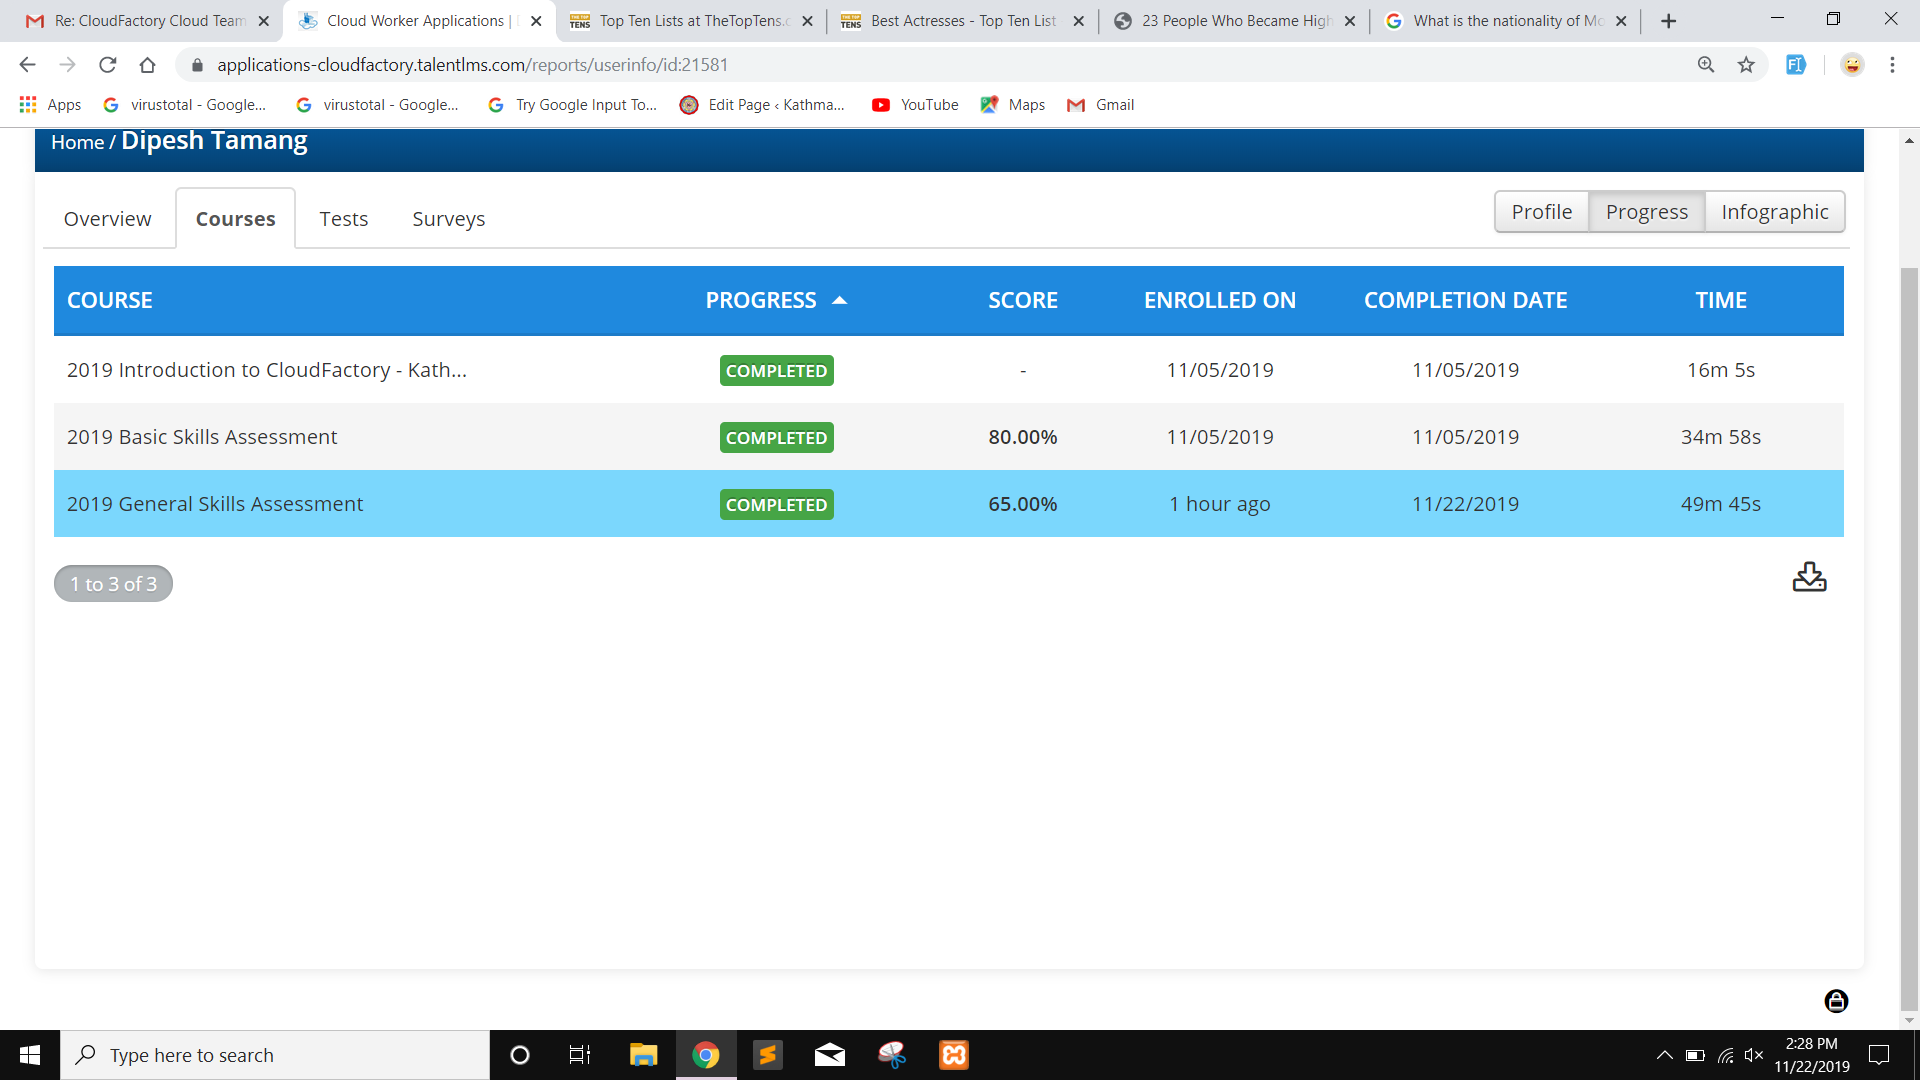 Re: CloudFactory Cloud Team
Cloud Worker Applications |
Top Ten Lists at TheTopTens.
Best Actresses - Top Ten List
23 People Who Became High
What is the nationality of Mo
applications-cloudfactory.talentlms.com/reports/userinfo/id:21581
Apps
virustotal - Google...
virustotal - Google...
Try Google Input To...
Edit Page ‹ Kathma...
YouTube
Maps
Gmail
Home / Dipesh Tamang
Overview
Courses
Tests
Surveys
Profile
Progress
Infographic
COURSE PROGRESS SCORE ENROLLED ON COMPLETION DATE TIME
2019 Introduction to CloudFactory - Kath... COMPLETED - 11/05/2019 11/05/2019 16m 5s
2019 Basic Skills Assessment COMPLETED 80.00% 11/05/2019 11/05/2019 34m 58s
2019 General Skills Assessment COMPLETED 65.00% 1 hour ago 11/22/2019 49m 45s
1 to 3 of 3
Type here to search
2:28 PM
11/22/2019